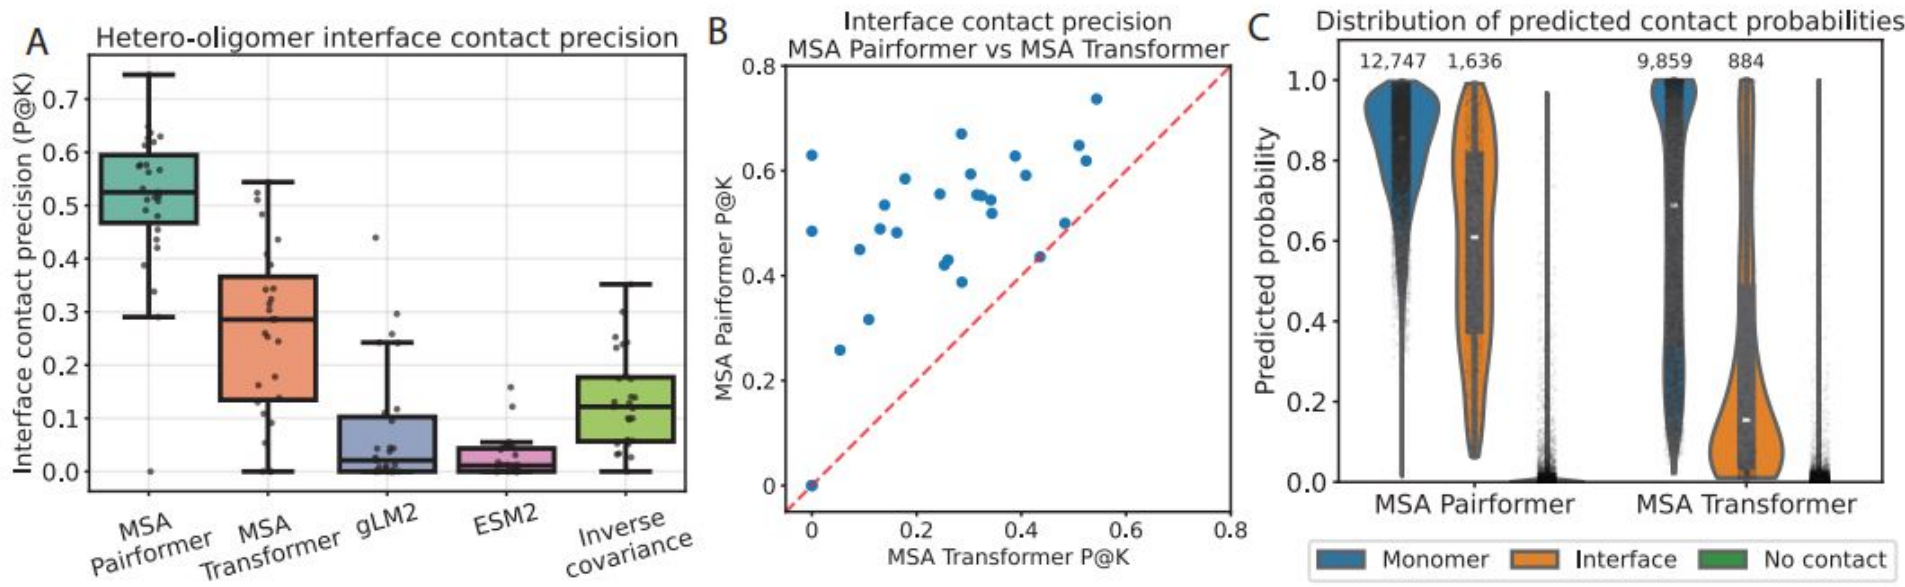 A
Hetero-oligomer interface contact precision
Interface contact precision (P@K)
0.7
0.6
0.5
0.4
0.3
0.2
0.1
0.0
MSA
Pairformer
MSA
Transformer
gLM2
ESM2
Inverse
covariance
B
Interface contact precision
MSA Pairformer vs MSA Transformer
MSA Pairformer P@K
0.8
0.6
0.4
0.2
0
0
0.2
0.4
0.6
0.8
MSA Transformer P@K
C
Distribution of predicted contact probabilities
Predicted probability
1.0
0.8
0.6
0.4
0.2
0.0
12,747
1,636
9,859
884
MSA Pairformer
MSA Transformer
Monomer
Interface
No contact